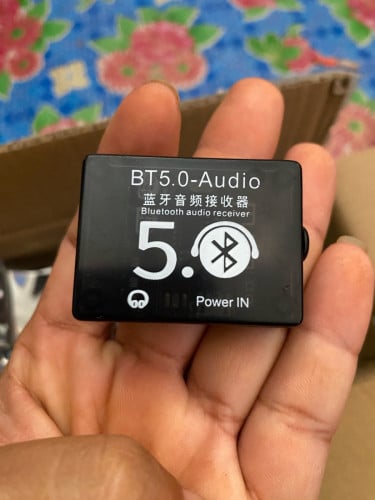 BT5.0-Audio
蓝牙音频接收器
Bluetooth audio receiver
5.0
Power IN